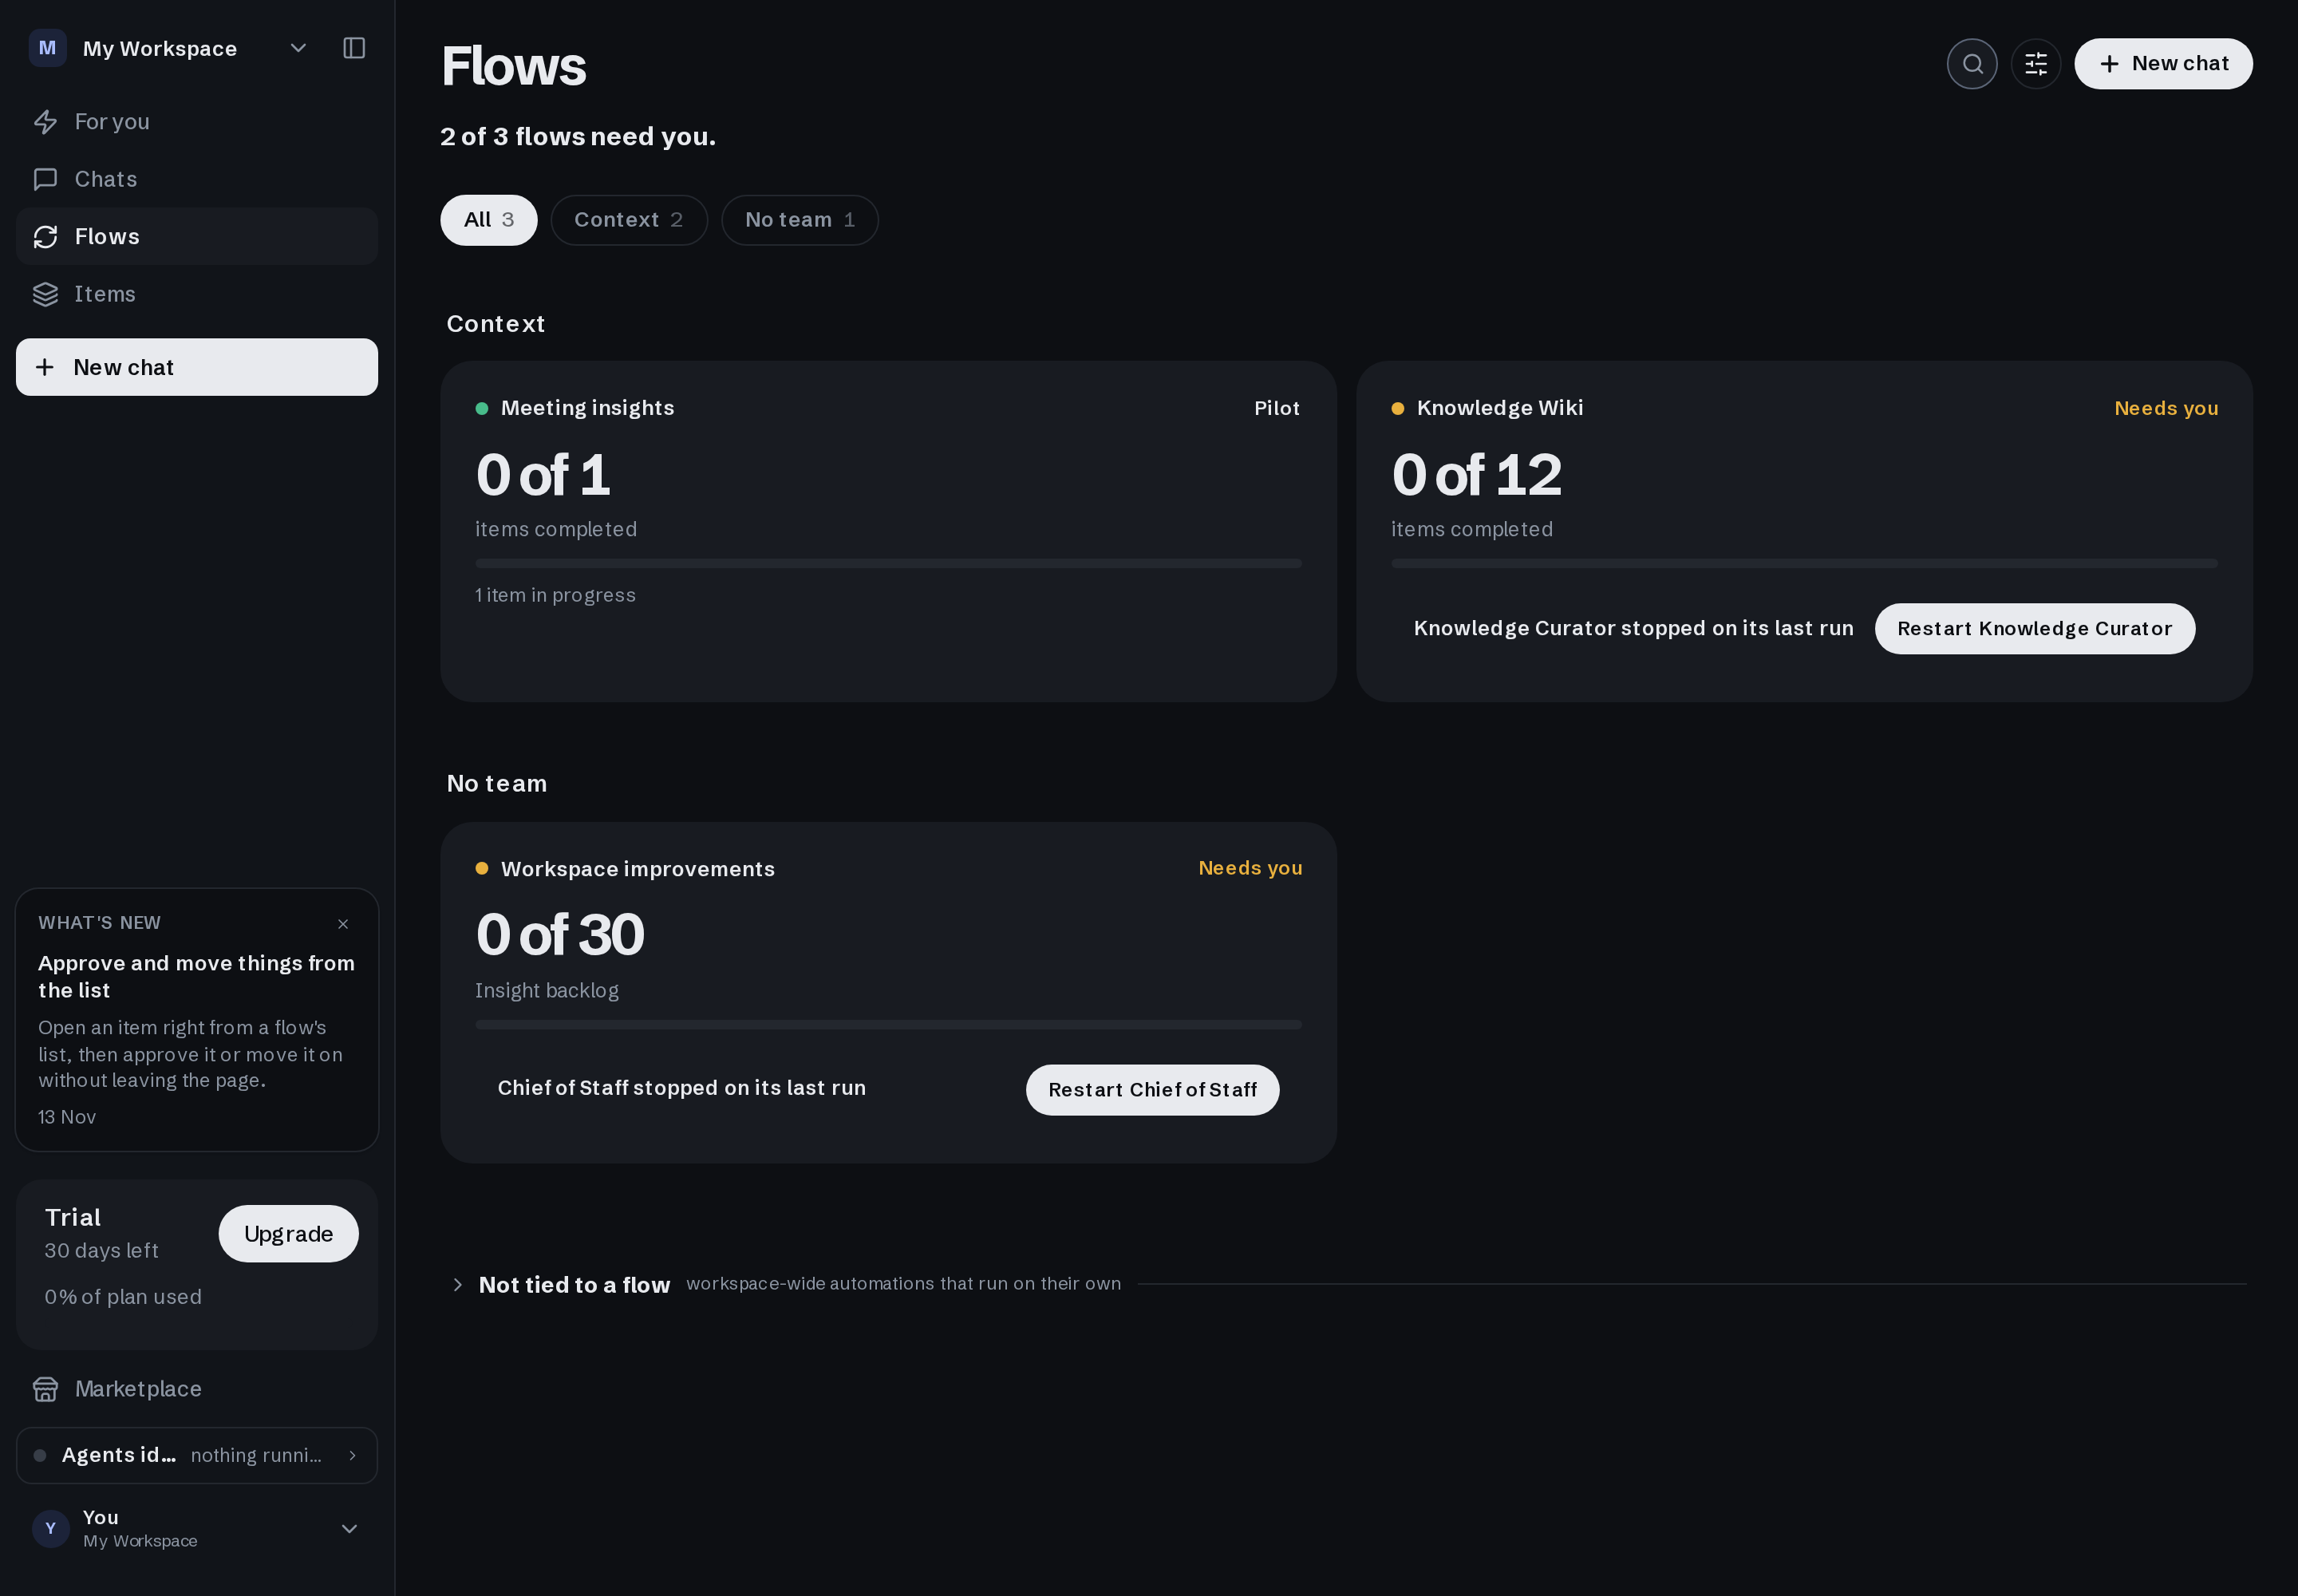 M My Workspace
For you
Chats
Flows
Items
New chat
WHAT'S NEW
Approve and move things from
the list
Open an item right from a flow's
list, then approve it or move it on
without leaving the page.
13 Nov
Trial
30 days left
Upgrade
0% of plan used
Marketplace
Agents id... nothing runni...
Y You
My Workspace
Flows
New chat
2 of 3 flows need you.
All 3 Context 2 No team 1
Context
Meeting insights Pilot
0 of 1
items completed
1 item in progress
Knowledge Wiki Needs you
0 of 12
items completed
Knowledge Curator stopped on its last run Restart Knowledge Curator
No team
Workspace improvements Needs you
0 of 30
Insight backlog
Chief of Staff stopped on its last run Restart Chief of Staff
Not tied to a flow workspace-wide automations that run on their own